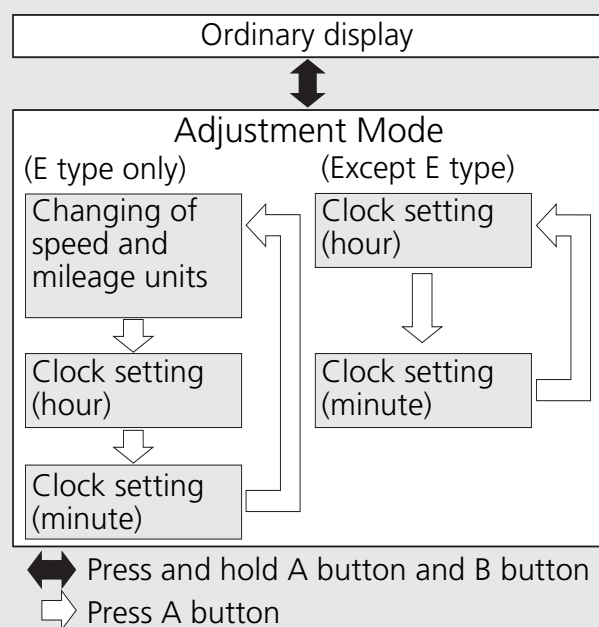 Ordinary display
Adjustment Mode
(E type only)
Changing of
speed and
mileage units
Clock setting
(hour)
Clock setting
(minute)
(Except E type)
Clock setting
(hour)
Clock setting
(minute)
Press and hold A button and B button
Press A button